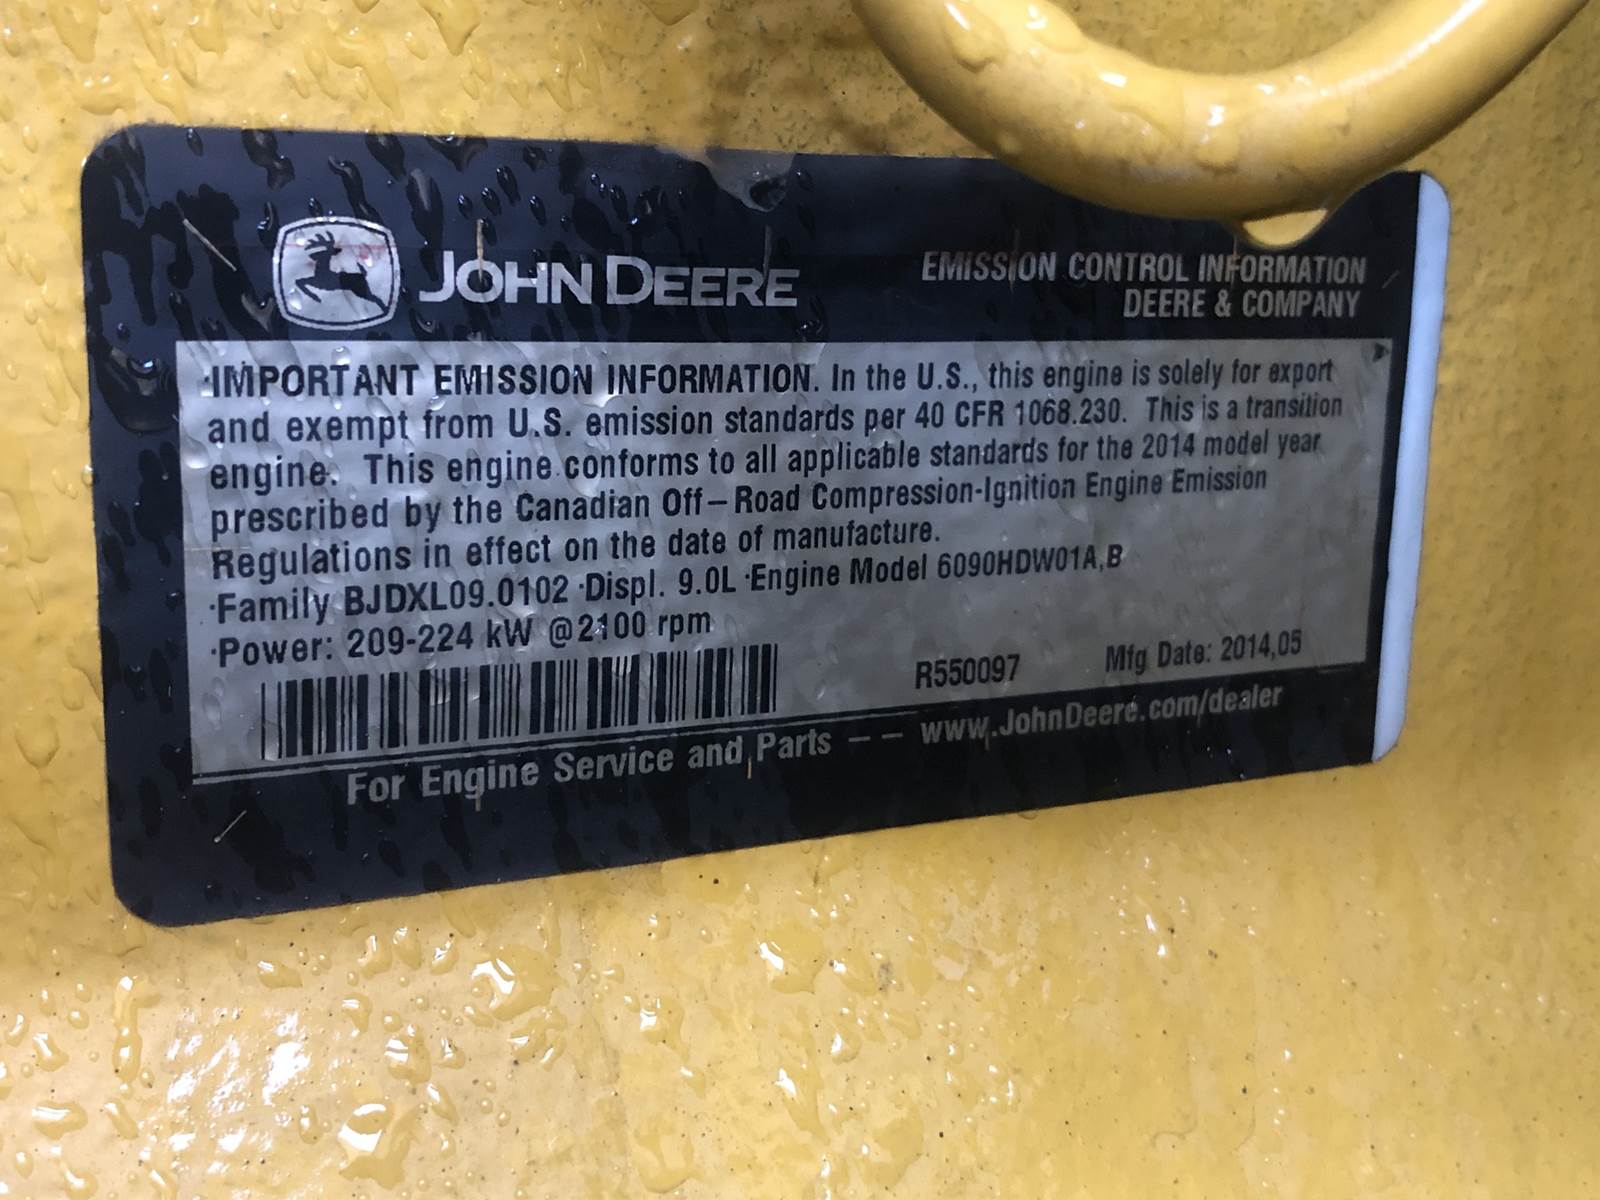 JOHN DEERE
EMISSION CONTROL INFORMATION
DEERE & COMPANY
·IMPORTANT EMISSION INFORMATION. In the U.S., this engine is solely for export
and exempt from U.S. emission standards per 40 CFR 1068.230. This is a transition
engine. This engine conforms to all applicable standards for the 2014 model year
prescribed by the Canadian Off–Road Compression-Ignition Engine Emission
Regulations in effect on the date of manufacture.
·Family BJDXL09.0102 ·Displ. 9.0L ·Engine Model 6090HDW01A,B
·Power: 209-224 kW @2100 rpm
R550097 Mfg Date: 2014,05
For Engine Service and Parts –– www.JohnDeere.com/dealer